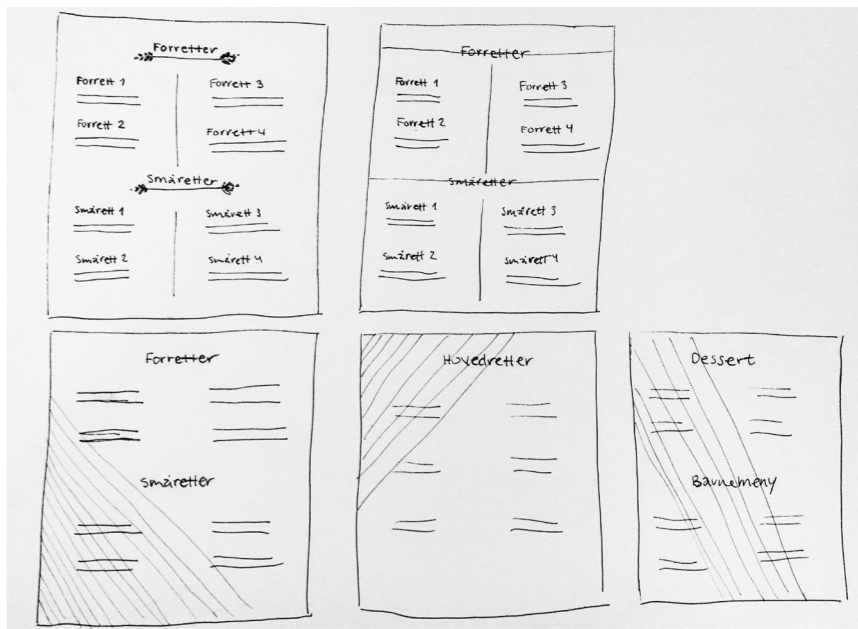 Forretter
Forrett 1
Forrett 3
Forrett 2
Forrett 4
Småretter
Smårett 1
Smårett 3
Smårett 2
Smårett 4
Forretter
Forrett 1
Forrett 3
Forrett 2
Forrett 4
Småretter
Smårett 1
Smårett 3
Smårett 2
Smårett 4
Forretter
Småretter
Hovedretter
Dessert
Barnemeny